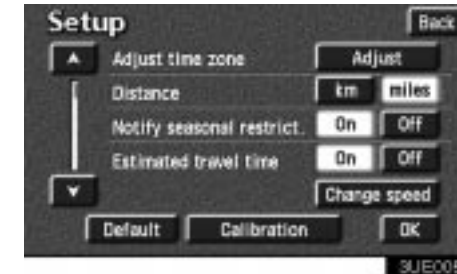 Setup Back
Adjust time zone Adjust
Distance km miles
Notify seasonal restrict. On Off
Estimated travel time On Off
Change speed
Default Calibration OK